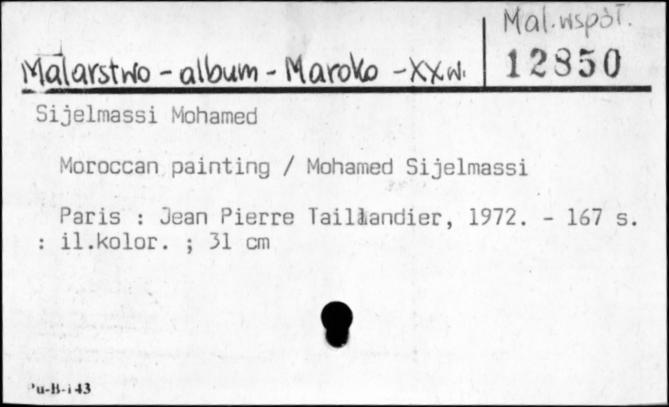 Mal.współ.
Malarstwo - album - Maroko - XX w. 12850
Sijelmassi Mohamed
Moroccan painting / Mohamed Sijelmassi
Paris : Jean Pierre Taillandier, 1972. - 167 s.
: il.kolor. ; 31 cm
Pu-B-i 43